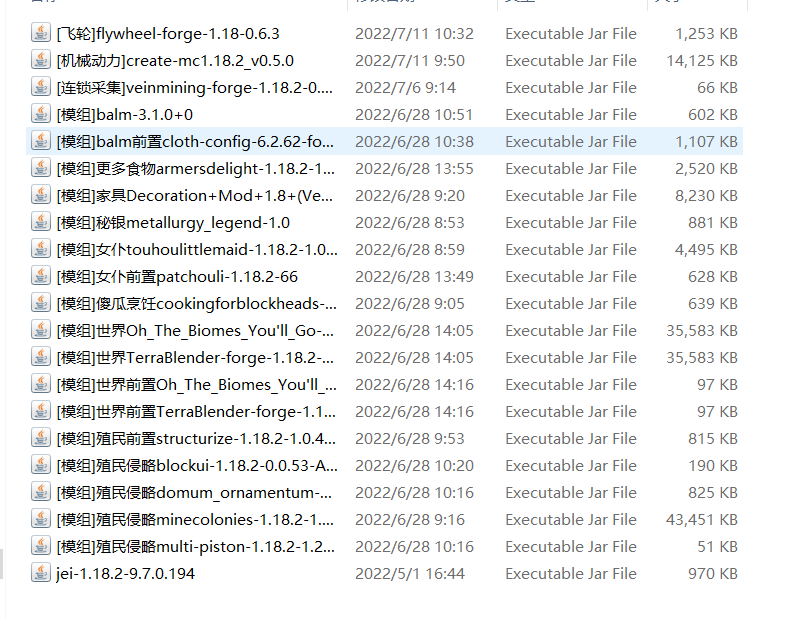 [飞轮]flywheel-forge-1.18-0.6.3 2022/7/11 10:32 Executable Jar File 1,253 KB
[机械动力]create-mc1.18.2_v0.5.0 2022/7/11 9:50 Executable Jar File 14,125 KB
[连锁采集]veinmining-forge-1.18.2-0.... 2022/7/6 9:14 Executable Jar File 66 KB
[模组]balm-3.1.0+0 2022/6/28 10:51 Executable Jar File 602 KB
[模组]balm前置cloth-config-6.2.62-fo... 2022/6/28 10:38 Executable Jar File 1,107 KB
[模组]更多食物armersdelight-1.18.2-1... 2022/6/28 13:55 Executable Jar File 2,520 KB
[模组]家具Decoration+Mod+1.8+(Ve... 2022/6/28 9:20 Executable Jar File 8,230 KB
[模组]秘银metallurgy_legend-1.0 2022/6/28 8:53 Executable Jar File 881 KB
[模组]女仆touhoulittlemaid-1.18.2-1.0... 2022/6/28 8:59 Executable Jar File 4,495 KB
[模组]女仆前置patchouli-1.18.2-66 2022/6/28 13:49 Executable Jar File 628 KB
[模组]傻瓜烹饪cookingforblockheads-... 2022/6/28 9:05 Executable Jar File 639 KB
[模组]世界Oh_The_Biomes_You'll_Go-... 2022/6/28 14:05 Executable Jar File 35,583 KB
[模组]世界TerraBlender-forge-1.18.2-... 2022/6/28 14:05 Executable Jar File 35,583 KB
[模组]世界前置Oh_The_Biomes_You'll_... 2022/6/28 14:16 Executable Jar File 97 KB
[模组]世界前置TerraBlender-forge-1.1... 2022/6/28 14:16 Executable Jar File 97 KB
[模组]殖民前置structurize-1.18.2-1.0.4... 2022/6/28 9:53 Executable Jar File 815 KB
[模组]殖民侵略blockui-1.18.2-0.0.53-A... 2022/6/28 10:20 Executable Jar File 190 KB
[模组]殖民侵略domum_ornamentum-... 2022/6/28 10:16 Executable Jar File 825 KB
[模组]殖民侵略minecolonies-1.18.2-1.... 2022/6/28 9:16 Executable Jar File 43,451 KB
[模组]殖民侵略multi-piston-1.18.2-1.2... 2022/6/28 10:16 Executable Jar File 51 KB
jei-1.18.2-9.7.0.194 2022/5/1 16:44 Executable Jar File 970 KB